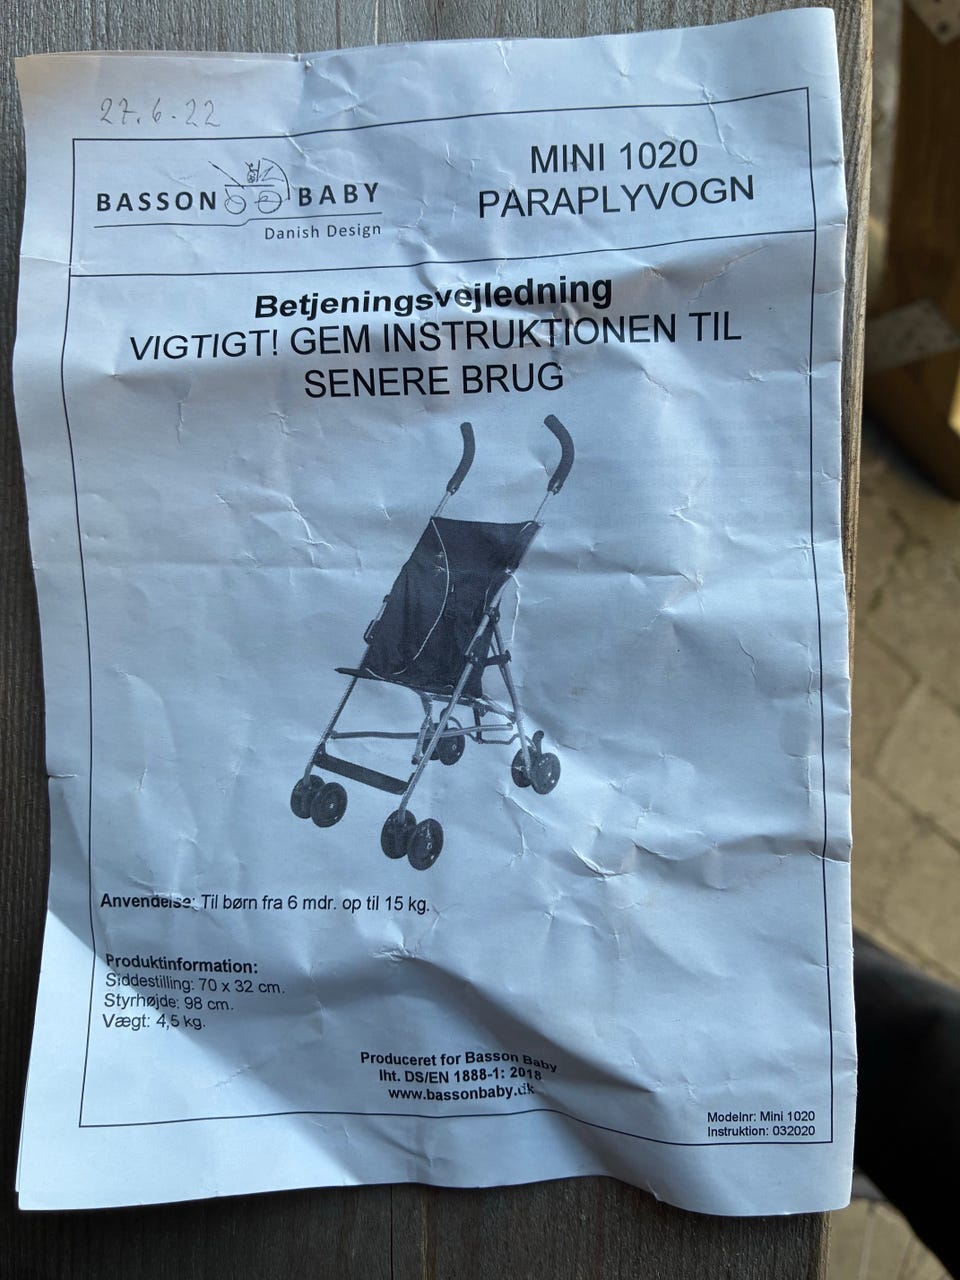 27.6.22
BASSON BABY
Danish Design
MINI 1020
PARAPLYVOGN
Betjeningsvejledning
VIGTIGT! GEM INSTRUKTIONEN TIL
SENERE BRUG
Anvendelse: Til børn fra 6 mdr. op til 15 kg.
Produktinformation:
Siddestilling: 70 x 32 cm.
Styrhøjde: 98 cm.
Vægt: 4,5 kg.
Produceret for Basson Baby
Iht. DS/EN 1888-1: 2018
www.bassonbaby.dk
Modelnr: Mini 1020
Instruktion: 032020